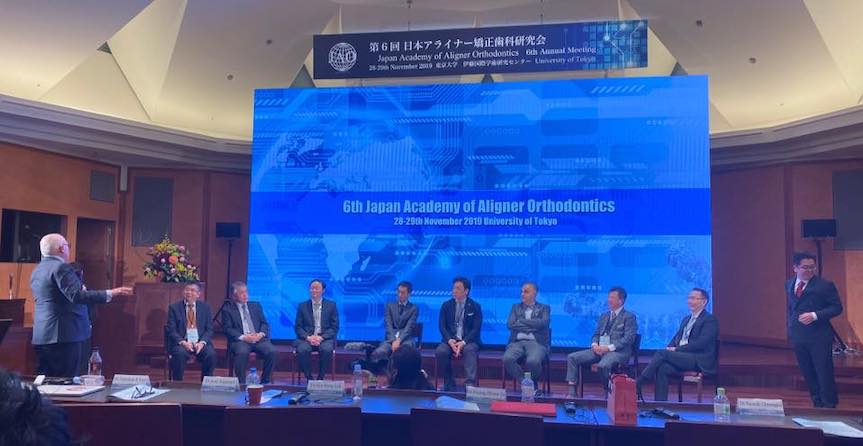 第6回 日本アライナー矯正歯科研究会
Japan Academy of Aligner Orthodontics 6th Annual Meeting
28-29th November 2019 東京大学 伊藤国際学術研究センター University of Tokyo
6th Japan Academy of Aligner Orthodontics
28-29th November 2019 University of Tokyo